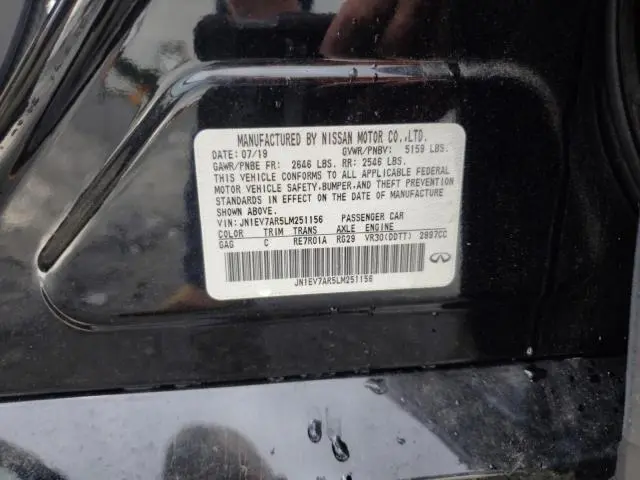 MANUFACTURED BY NISSAN MOTOR CO.,LTD.
DATE: 07/19 GVWR/PNBV: 5159 LBS.
GAWR/PNBE FR: 2646 LBS. RR: 2546 LBS.
THIS VEHICLE CONFORMS TO ALL APPLICABLE FEDERAL
MOTOR VEHICLE SAFETY,BUMPER,AND THEFT PREVENTION
STANDARDS IN EFFECT ON THE DATE OF MANUFACTURE
SHOWN ABOVE.
VIN: JN1EV7AR5LM251156 PASSENGER CAR
COLOR TRIM TRANS AXLE ENGINE
GAG C RE7R01A RG29 VR30(DDTT) 2997CC
JN1EV7AR5LM251156